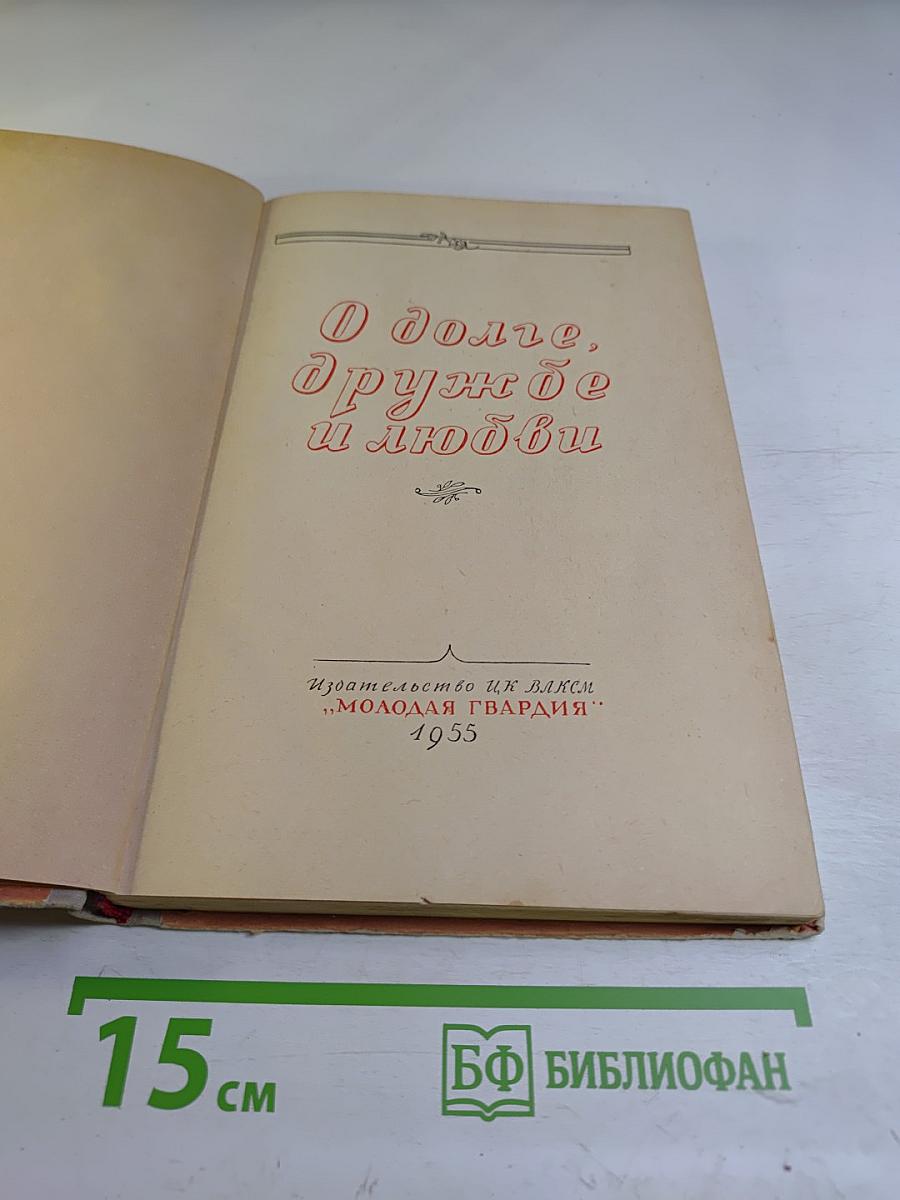 О долге,
дружбе
и любви
Издательство ЦК ВЛКСМ
„МОЛОДАЯ ГВАРДИЯ“
1955
15 см
БФ БИБЛИОФАН